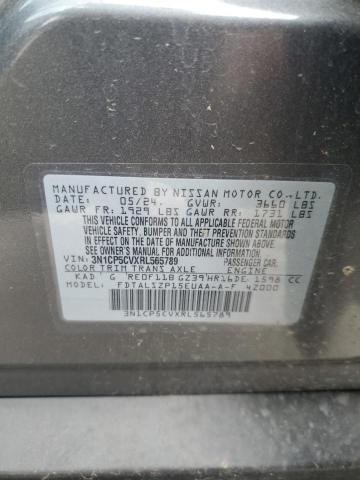 MANUFACTURED BY NISSAN MOTOR CO.,LTD.
DATE: 05/24 GVWR: 3660 LBS
GAWR FR: 1929 LBS GAWR RR: 1731 LBS
THIS VEHICLE CONFORMS TO ALL APPLICABLE FEDERAL MOTOR
VEHICLE SAFETY, BUMPER, AND THEFT PREVENTION STANDARDS
IN EFFECT ON THE DATE OF MANUFACTURE SHOWN ABOVE.
SEE OWNER'S MANUAL FOR ADDITIONAL INFORMATION.
VIN: 3N1CP5CVXRL565789 PASSENGER CAR
COLOR TRIM TRANS AXLE ENGINE
KAD G RE0F11B GZ39 HR16DE 1598 CC
MODEL: FDTALSZP15EUAA-A-F 4Z000
3N1CP5CVXRL565789